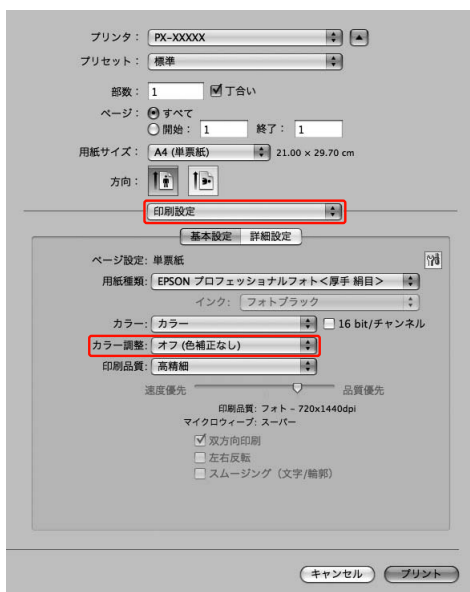 プリンタ： PX-XXXXX
プリセット： 標準
部数： 1 丁合い
ページ： すべて
開始： 1 終了： 1
用紙サイズ： A4 (単票紙) 21.00 × 29.70 cm
方向：
印刷設定
基本設定 詳細設定
ページ設定: 単票紙
用紙種類: EPSON プロフェッショナルフォト<厚手 絹目>
インク: フォトブラック
カラー: カラー 16 bit/チャンネル
カラー調整: オフ (色補正なし)
印刷品質: 高精細
速度優先 品質優先
印刷品質: フォト - 720x1440dpi
マイクロウィーブ: スーパー
双方向印刷
左右反転
スムージング（文字/輪郭）
キャンセル プリント